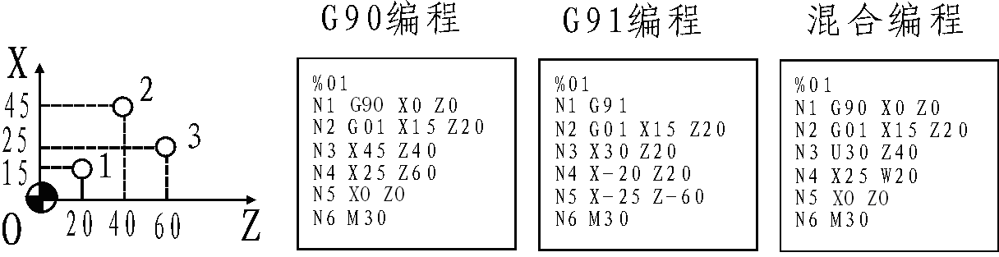 G90编程
G91编程
混合编程
X
45
25
15
O
20 40 60
Z
1
2
3
%01
N1 G90 X0 Z0
N2 G01 X15 Z20
N3 X45 Z40
N4 X25 Z60
N5 X0 Z0
N6 M30
%01
N1 G91
N2 G01 X15 Z20
N3 X30 Z20
N4 X-20 Z20
N5 X-25 Z-60
N6 M30
%01
N1 G90 X0 Z0
N2 G01 X15 Z20
N3 U30 Z40
N4 X25 W20
N5 X0 Z0
N6 M30